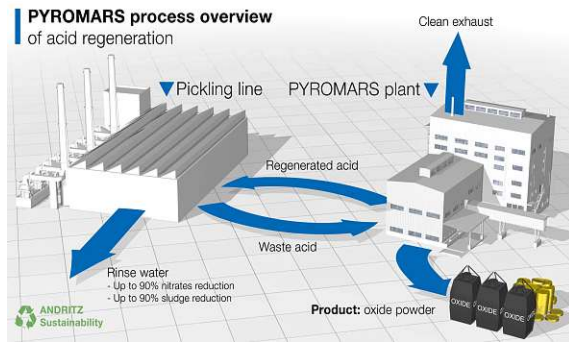 PYROMARS process overview
of acid regeneration
Clean exhaust
Pickling line
PYROMARS plant
Regenerated acid
Waste acid
Rinse water
- Up to 90% nitrates reduction
- Up to 90% sludge reduction
ANDRITZ
Sustainability
Product: oxide powder
OXIDE
OXIDE
OXIDE